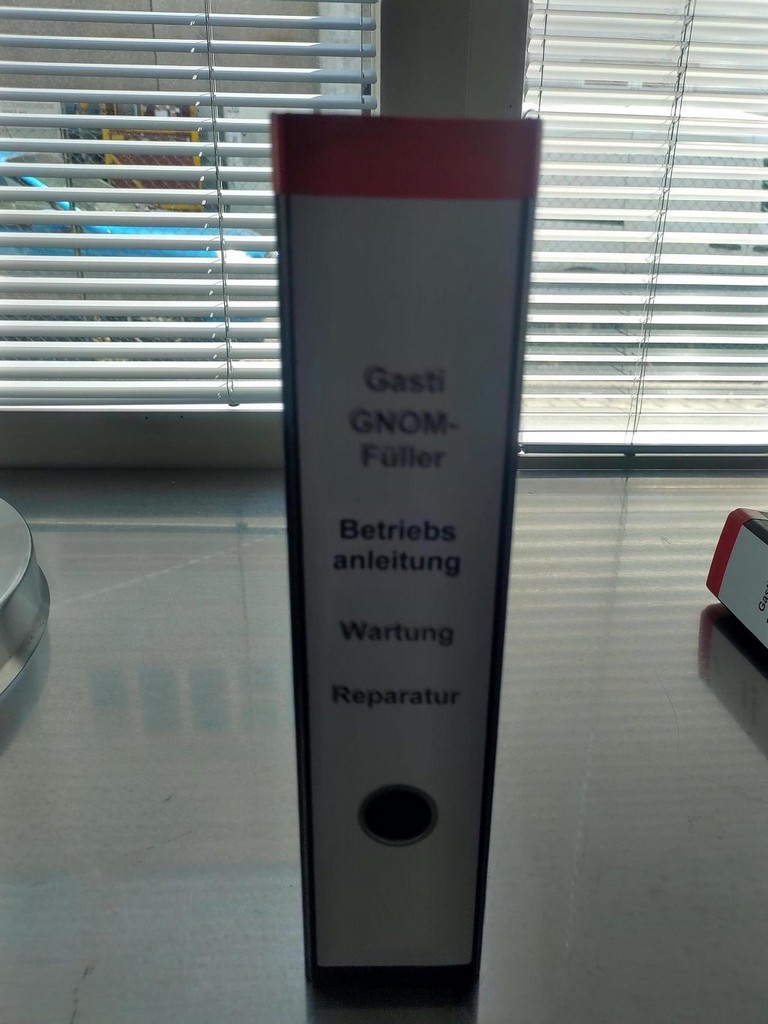 Gasti
GNOM-
Füller
Betriebs
anleitung
Wartung
Reparatur